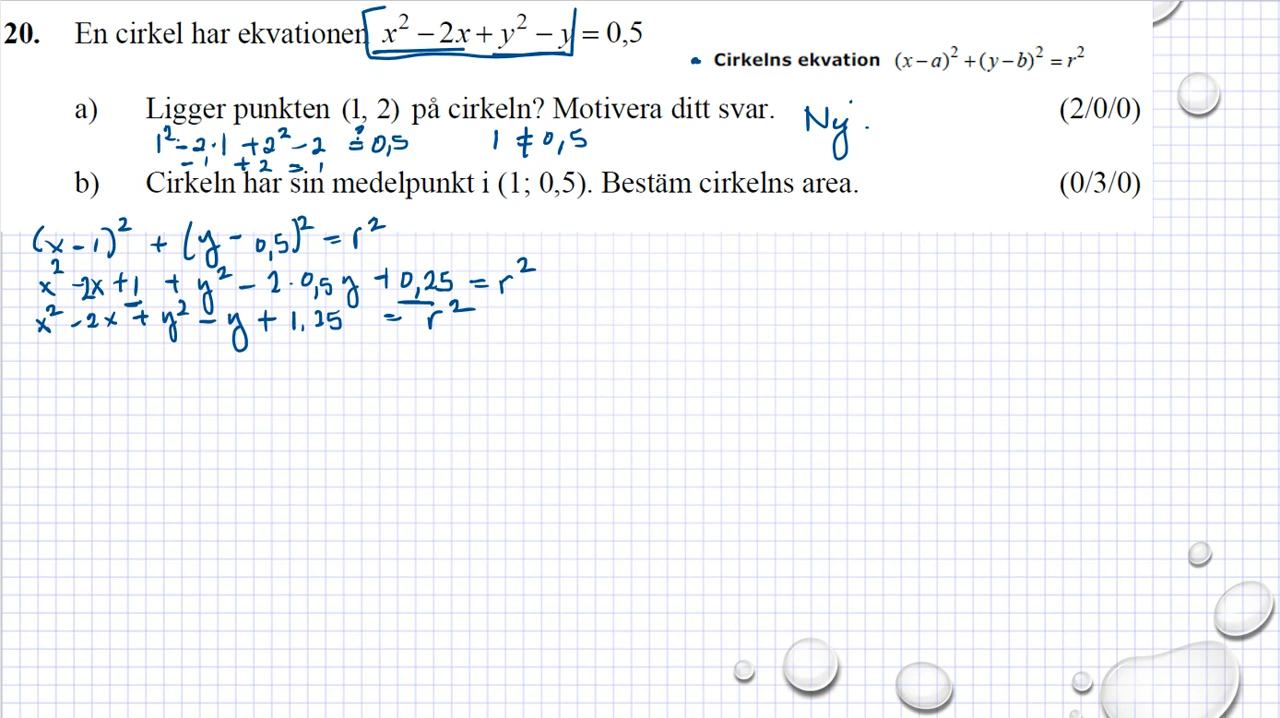 20. En cirkel har ekvationen x² − 2x + y² − y = 0,5
• Cirkelns ekvation (x−a)² + (y−b)² = r²
a) Ligger punkten (1, 2) på cirkeln? Motivera ditt svar. Nej. (2/0/0)
1² − 2·1 + 2² − 2 ≟ 0,5 1 ≠ 0,5
−1 + 2 = 1
b) Cirkeln har sin medelpunkt i (1; 0,5). Bestäm cirkelns area. (0/3/0)
(x − 1)² + (y − 0,5)² = r²
x² − 2x + 1 + y² − 2·0,5y + 0,25 = r²
x² − 2x + y² − y + 1.25 = r²